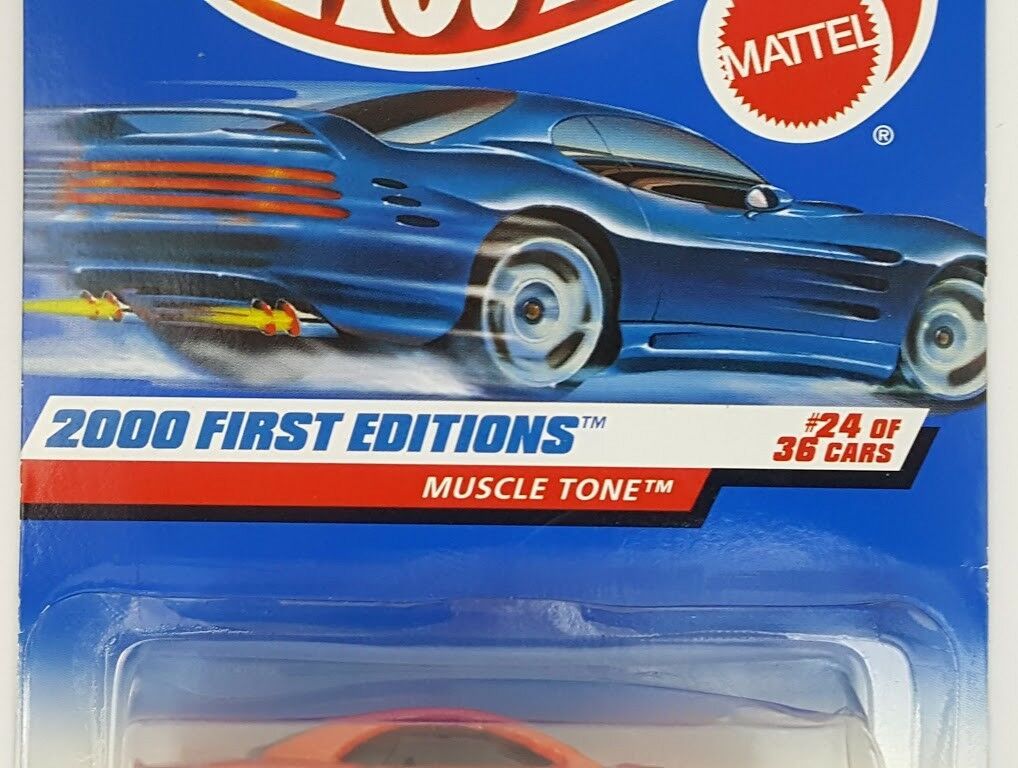 MATTEL
®
2000 FIRST EDITIONS™
#24 OF
36 CARS
MUSCLE TONE™